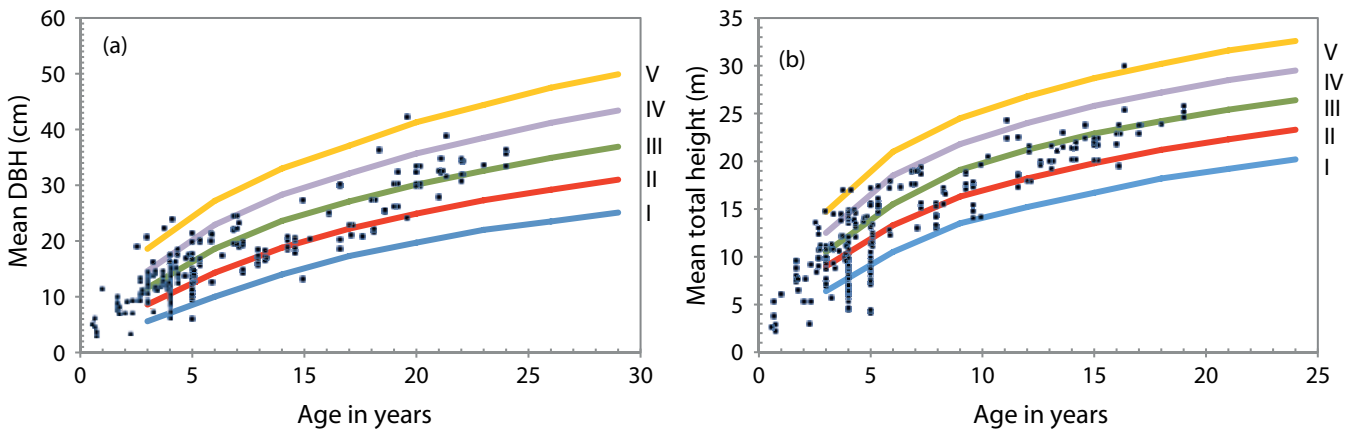 (a)
Mean DBH (cm)
60
50
40
30
20
10
0
0 5 10 15 20 25 30
Age in years
V
IV
III
II
I
(b)
Mean total height (m)
35
30
25
20
15
10
5
0
0 5 10 15 20 25
Age in years
V
IV
III
II
I